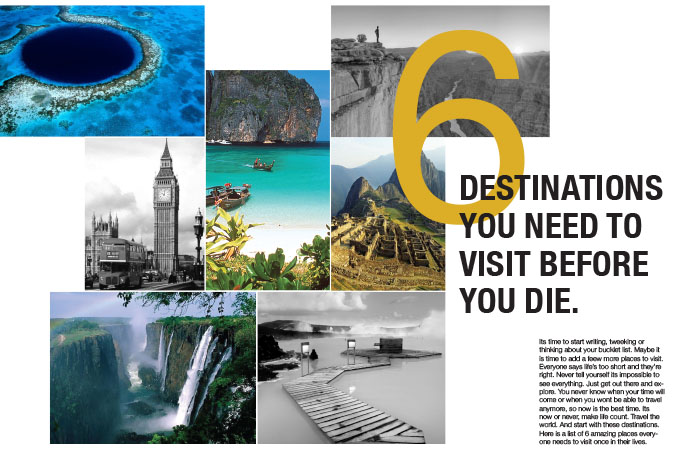 6
DESTINATIONS
YOU NEED TO
VISIT BEFORE
YOU DIE.
Its time to start writing, tweeking or
thinking about your bucklet list. Maybe it
is time to add a feew more places to visit.
Everyone says life's too short and they're
right. Never tell yourself its impossible to
see everything. Just get out there and ex-
plore. You never know when your time will
come or when you wont be able to travel
anymore, so now is the best time. Its
now or never, make life count. Travel the
world. And start with these destinations.
Here is a list of 6 amazing places every-
one needs to visit once in their lives.